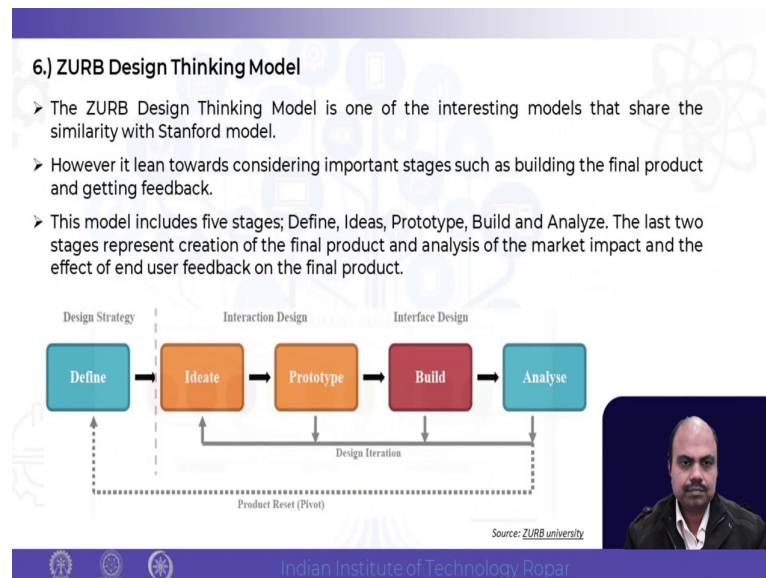 6.) ZURB Design Thinking Model
➢ The ZURB Design Thinking Model is one of the interesting models that share the
similarity with Stanford model.
➢ However it lean towards considering important stages such as building the final product
and getting feedback.
➢ This model includes five stages; Define, Ideas, Prototype, Build and Analyze. The last two
stages represent creation of the final product and analysis of the market impact and the
effect of end user feedback on the final product.
Design Strategy
Interaction Design
Interface Design
Define
Ideate
Prototype
Build
Analyse
Design Iteration
Product Reset (Pivot)
Source: ZURB university
Indian Institute of Technology Ropar